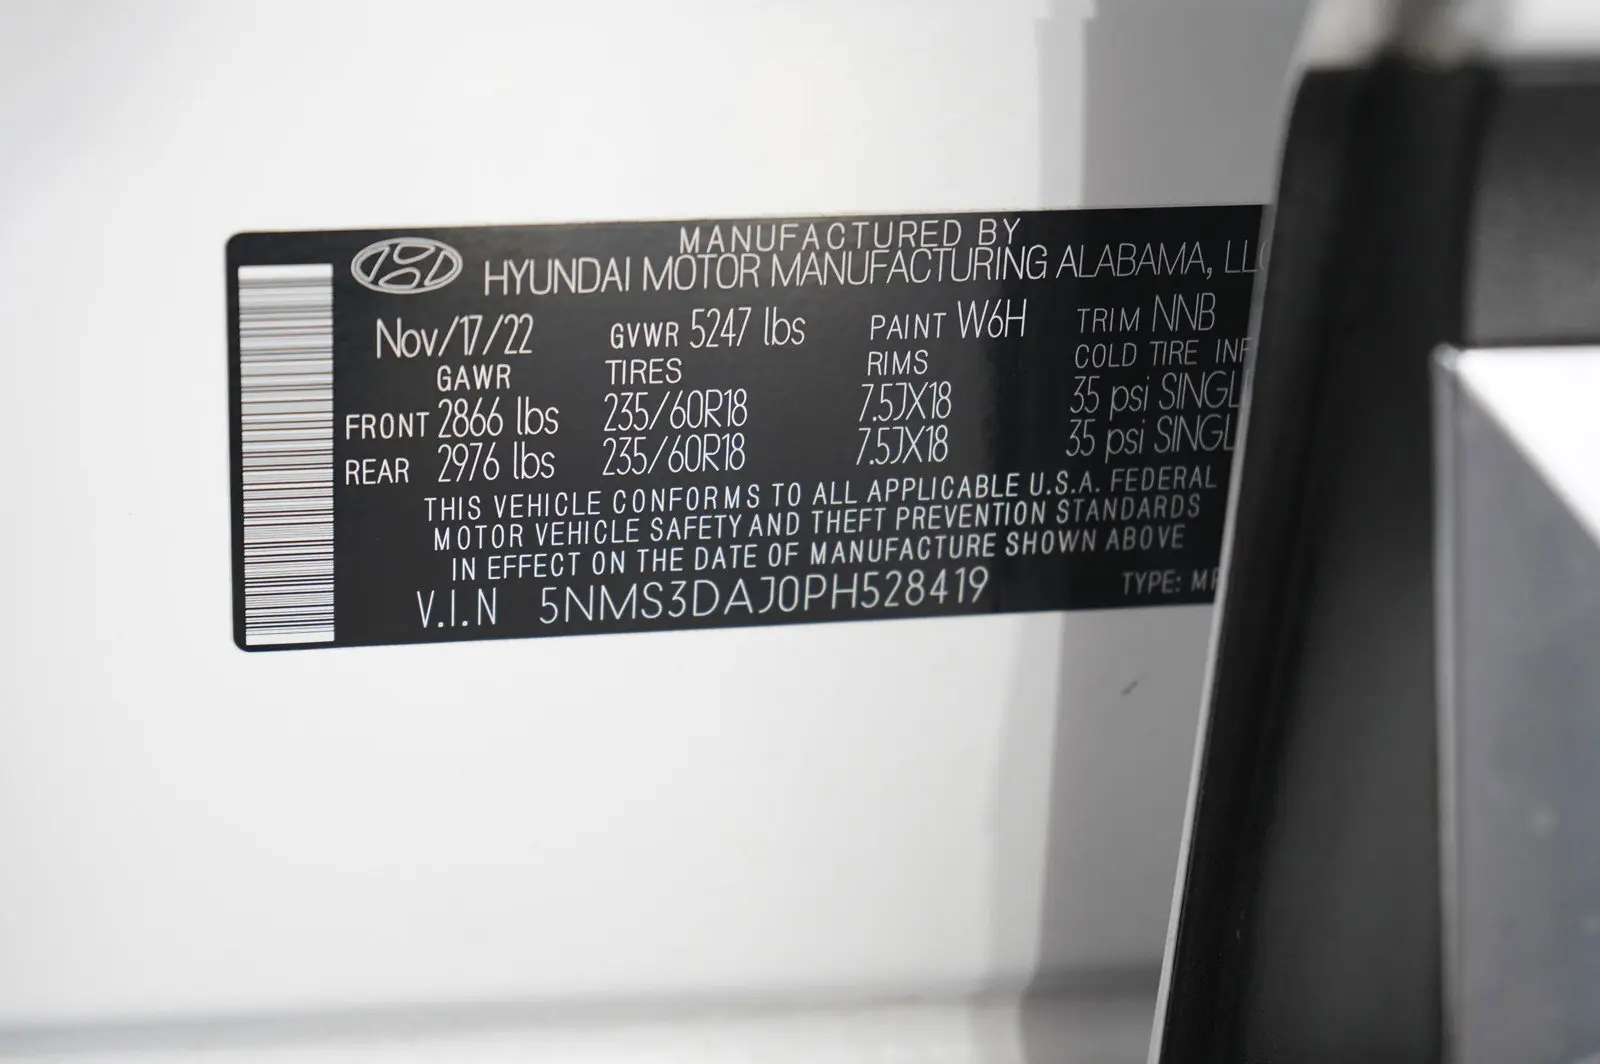 MANUFACTURED BY
HYUNDAI MOTOR MANUFACTURING ALABAMA, LLC
Nov/17/22 GVWR 5247 lbs PAINT W6H TRIM NNB
GAWR TIRES RIMS COLD TIRE
FRONT 2866 lbs 235/60R18 7.5JX18 35 psi
REAR 2976 lbs 235/60R18 7.5JX18 35 psi
THIS VEHICLE CONFORMS TO ALL APPLICABLE U.S.A. FEDERAL
MOTOR VEHICLE SAFETY AND THEFT PREVENTION STANDARDS
IN EFFECT ON THE DATE OF MANUFACTURE SHOWN ABOVE
V.I.N 5NMS3DAJ0PH528419 TYPE: